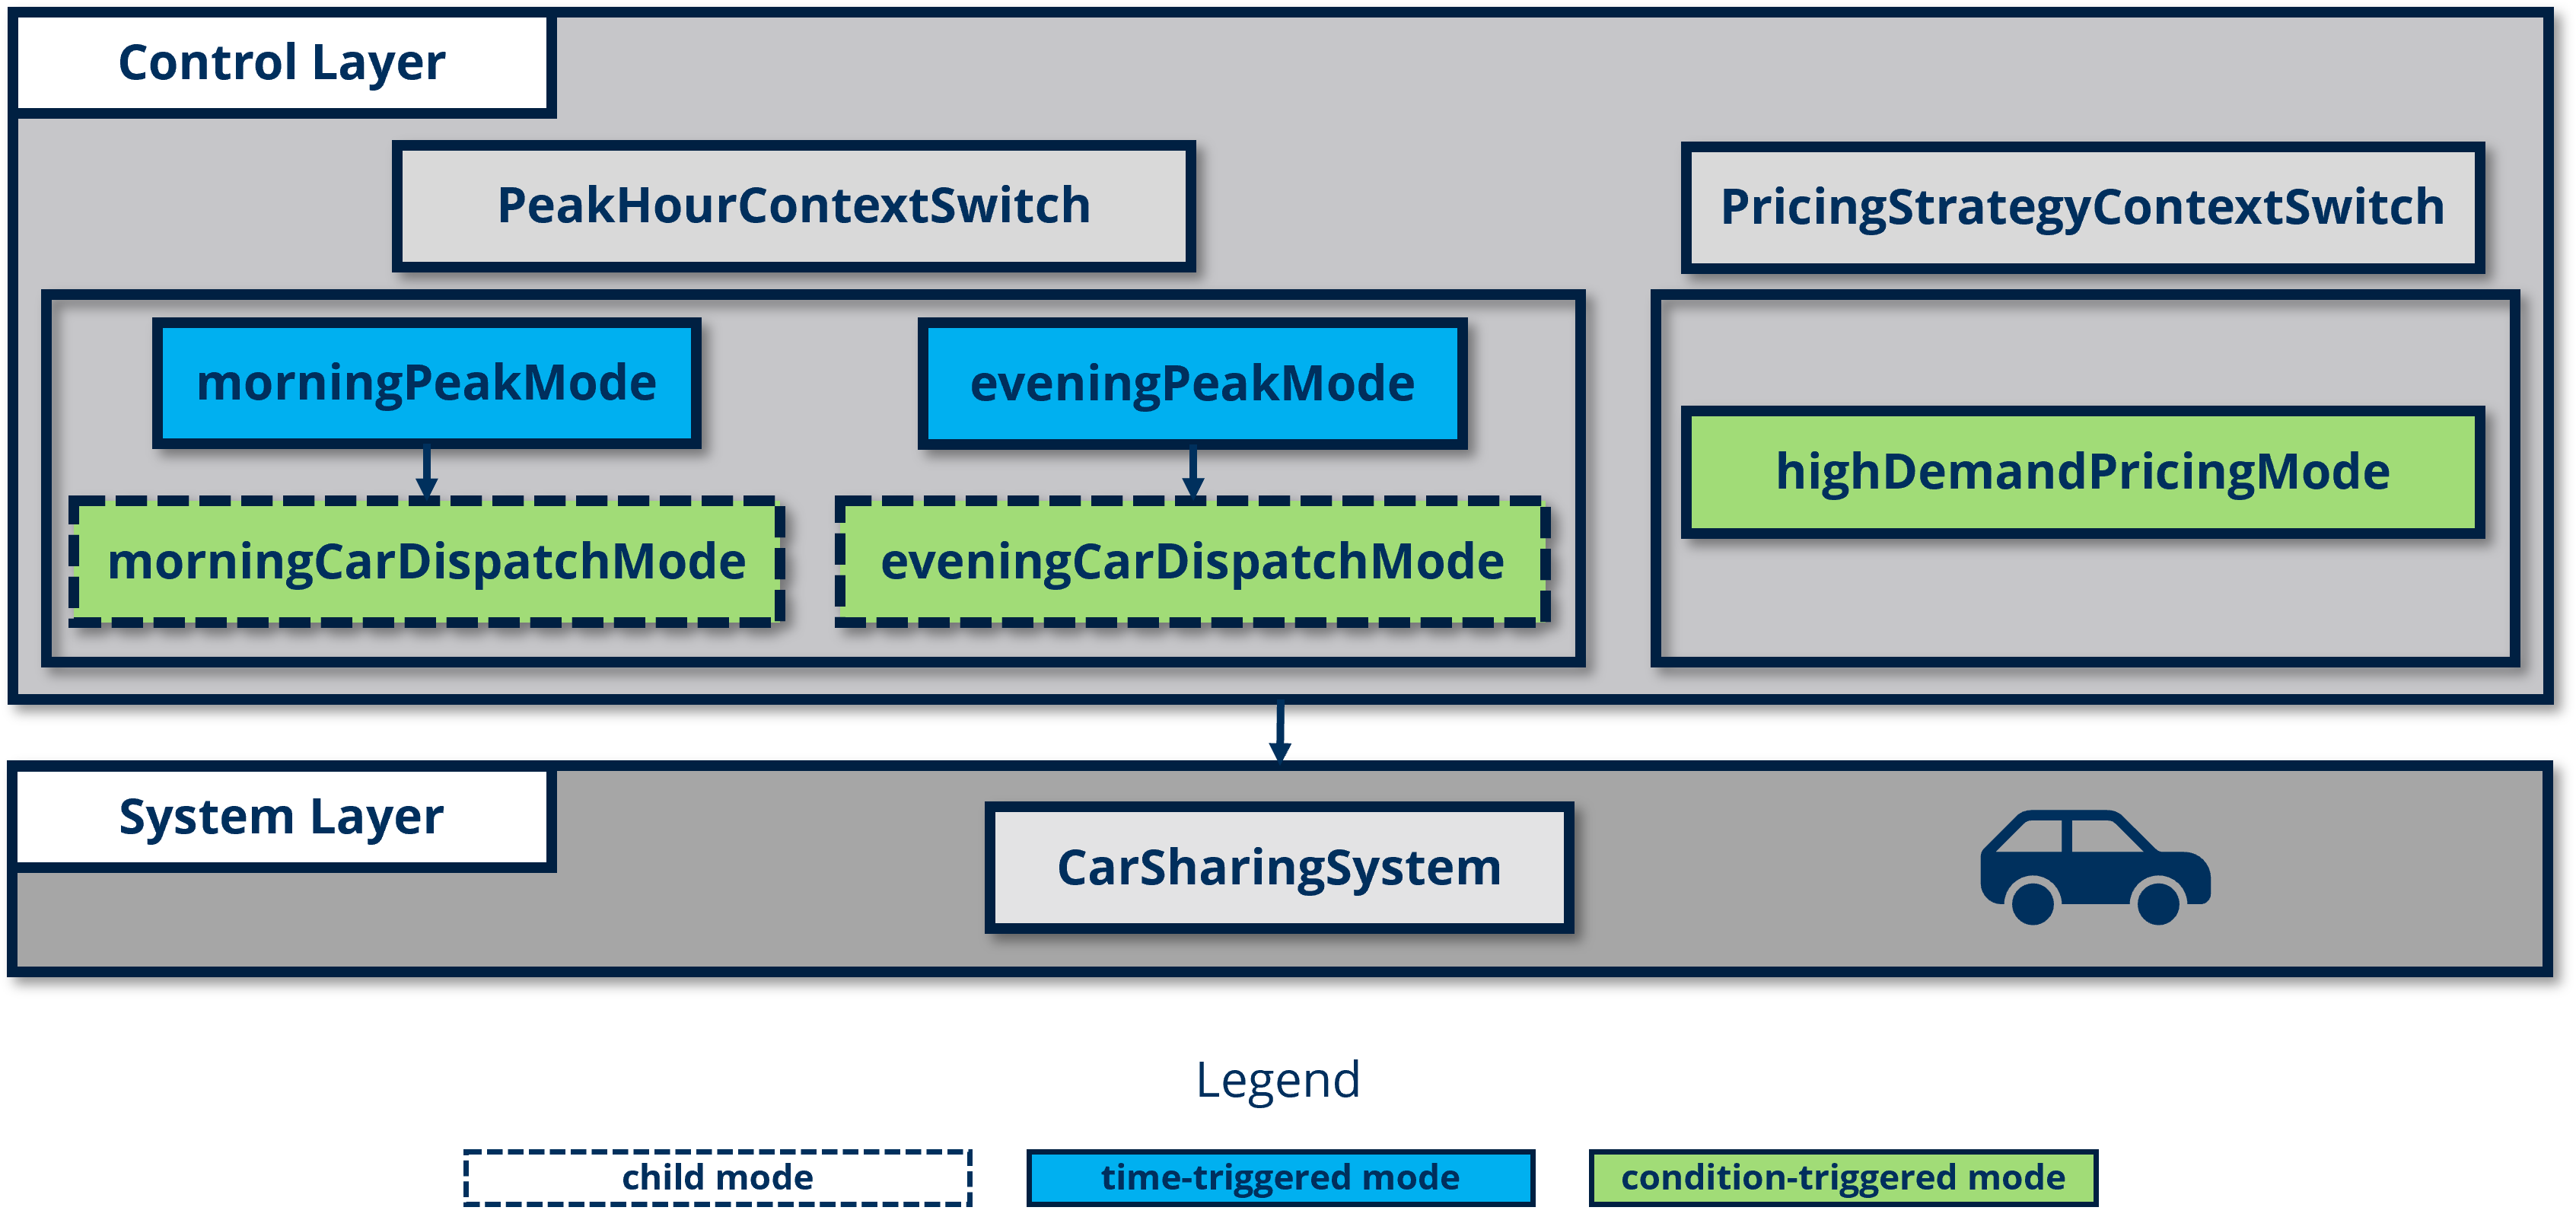 Control Layer
PeakHourContextSwitch
PricingStrategyContextSwitch
morningPeakMode
eveningPeakMode
highDemandPricingMode
morningCarDispatchMode
eveningCarDispatchMode
System Layer
CarSharingSystem
Legend
child mode
time-triggered mode
condition-triggered mode